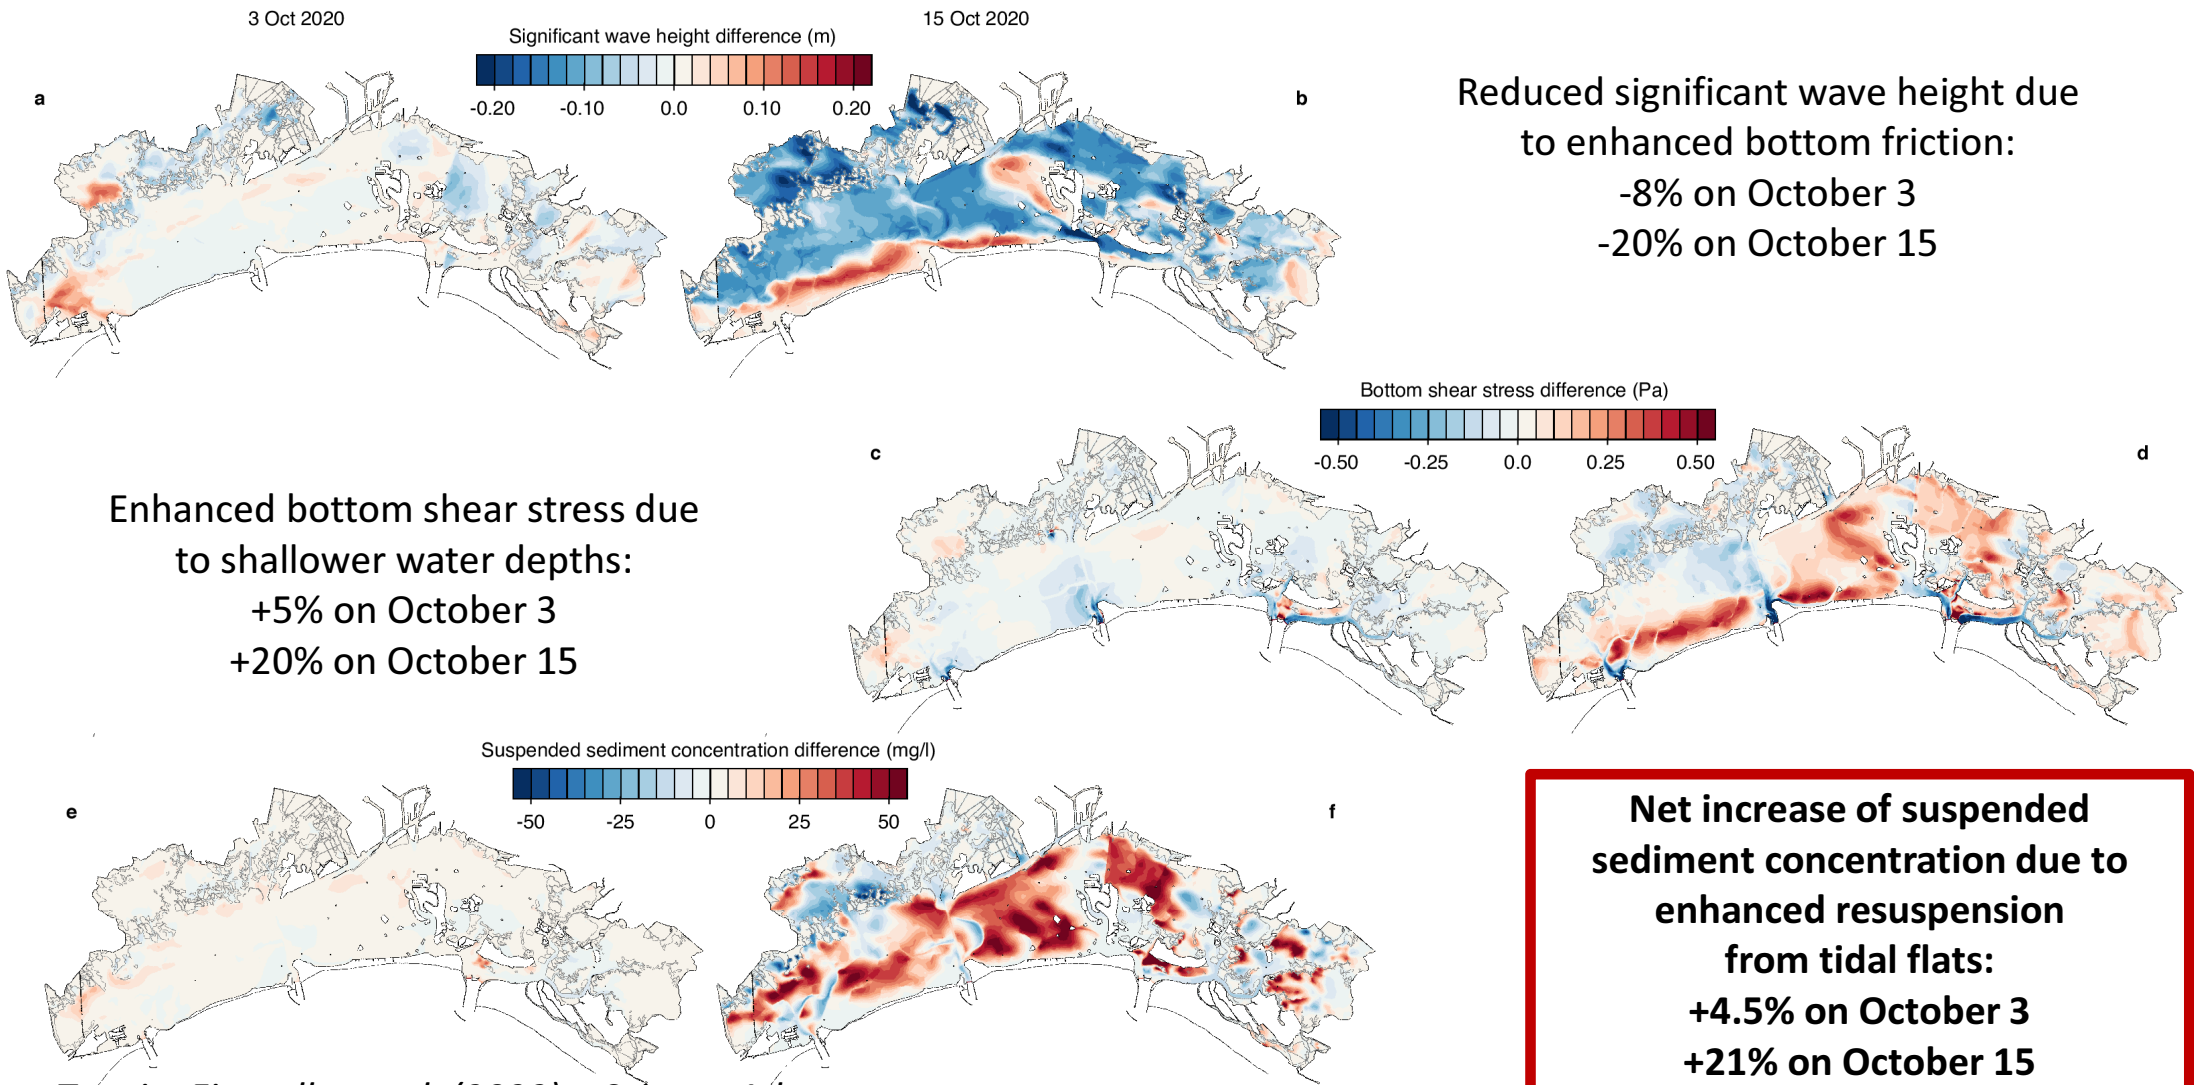 3 Oct 2020
15 Oct 2020
Significant wave height difference (m)
-0.20 -0.10 0.0 0.10 0.20
a
b
Reduced significant wave height due
to enhanced bottom friction:
-8% on October 3
-20% on October 15
Bottom shear stress difference (Pa)
-0.50 -0.25 0.0 0.25 0.50
c
d
Enhanced bottom shear stress due
to shallower water depths:
+5% on October 3
+20% on October 15
Suspended sediment concentration difference (mg/l)
-50 -25 0 25 50
e
f
Net increase of suspended
sediment concentration due to
enhanced resuspension
from tidal flats:
+4.5% on October 3
+21% on October 15